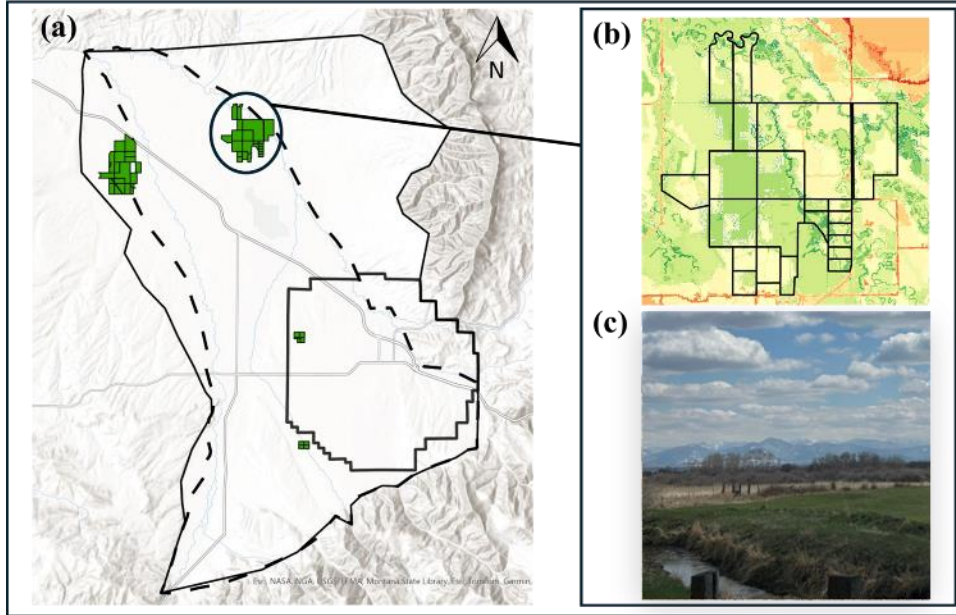 (a)
N
(b)
(c)
Esri, NASA, NGA, USGS, FEMA, Montana State Library, Esri, TomTom, Garmin,